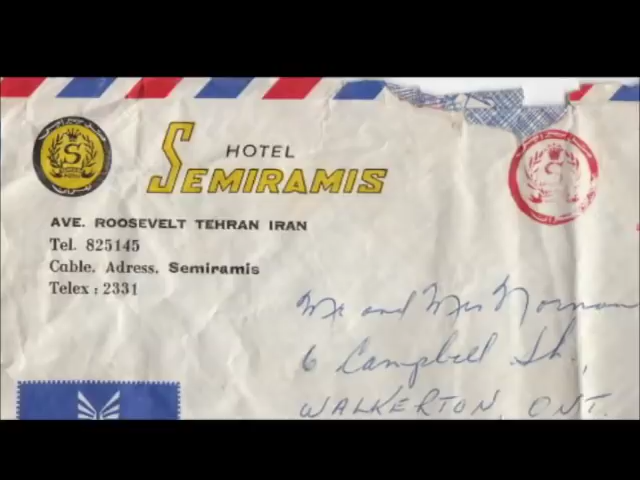 S
HOTEL
SEMIRAMIS
AVE. ROOSEVELT TEHRAN IRAN
Tel. 825145
Cable. Adress. Semiramis
Telex : 2331
Mr and Mrs Norman
6 Campbell St.,
WALKERTON, ONT.